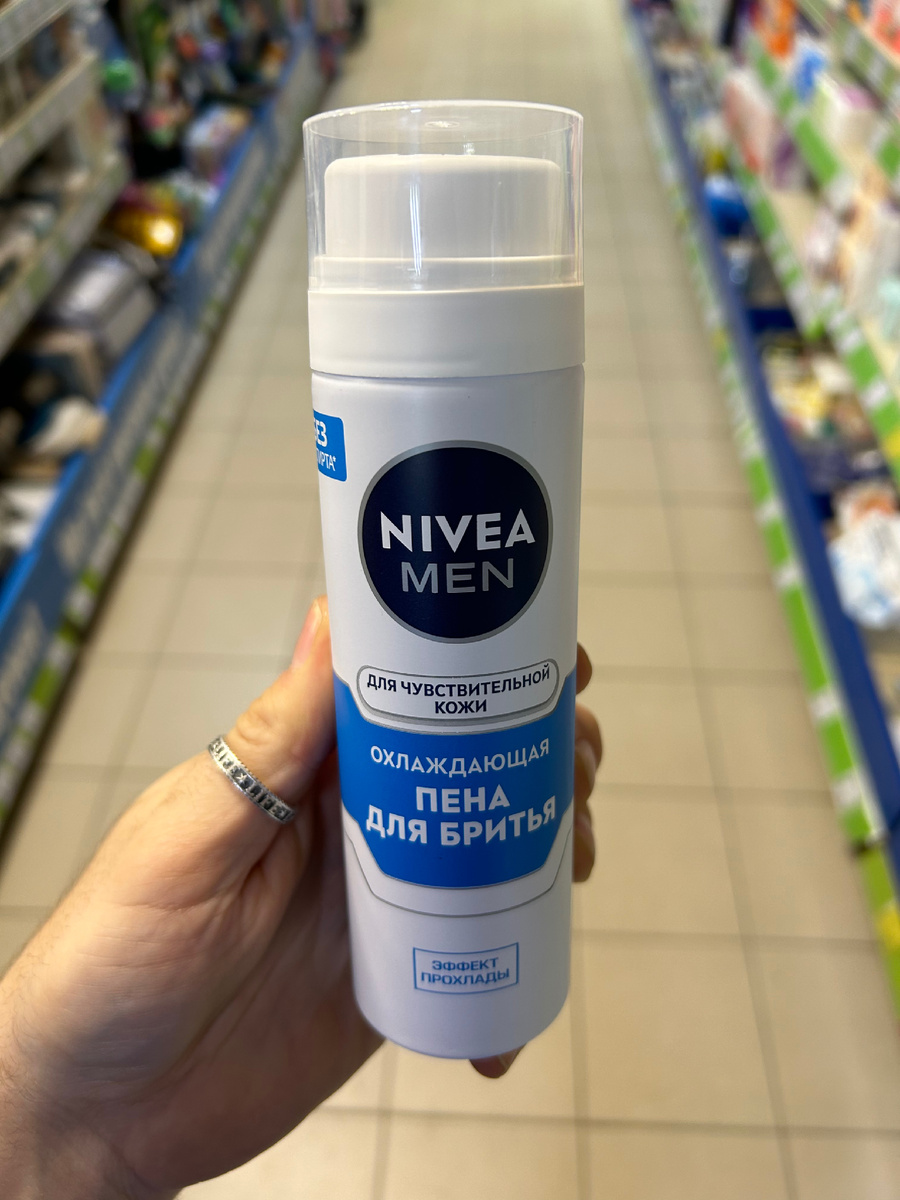 NIVEA
MEN
ДЛЯ ЧУВСТВИТЕЛЬНОЙ
КОЖИ
ОХЛАЖДАЮЩАЯ
ПЕНА
ДЛЯ БРИТЬЯ
ЭФФЕКТ
ПРОХЛАДЫ